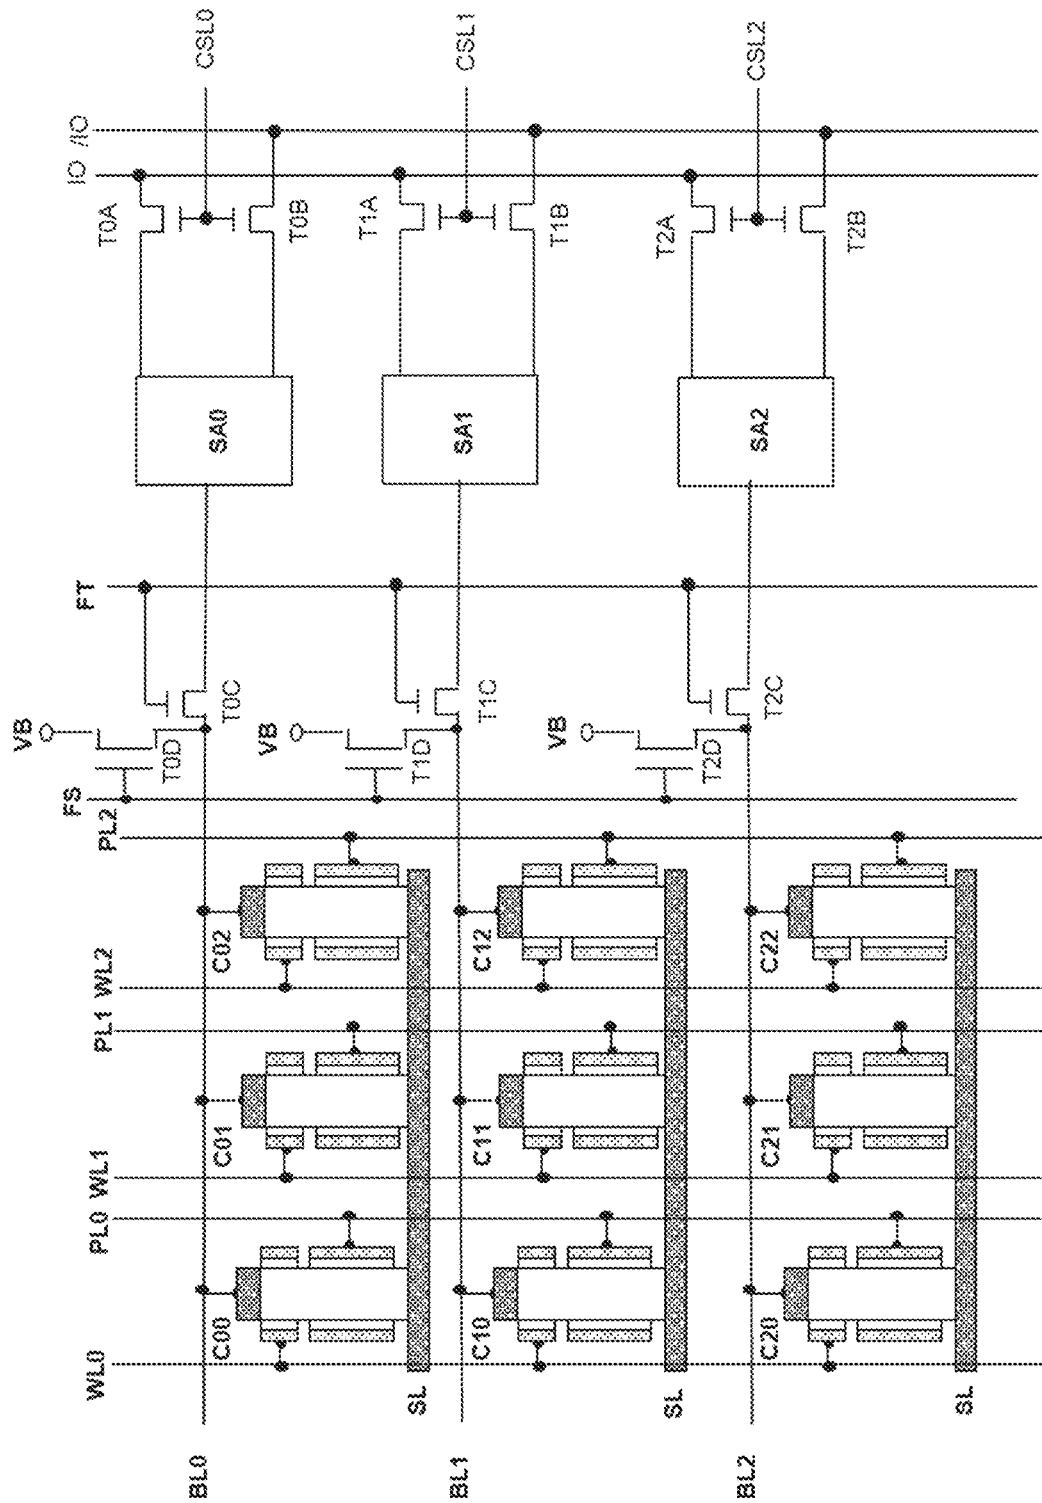 CSL0
CSL1
CSL2
IO /IO
T0A
T0B
T1A
T1B
T2A
T2B
SA0
SA1
SA2
FT
T0C
T1C
T2C
VB
VB
VB
T0D
T1D
T2D
FS
PL2
C02
C12
C22
WL2
PL1
C01
C11
C21
WL1
PL0
C00
C10
C20
WL0
SL
SL
SL
BL0
BL1
BL2